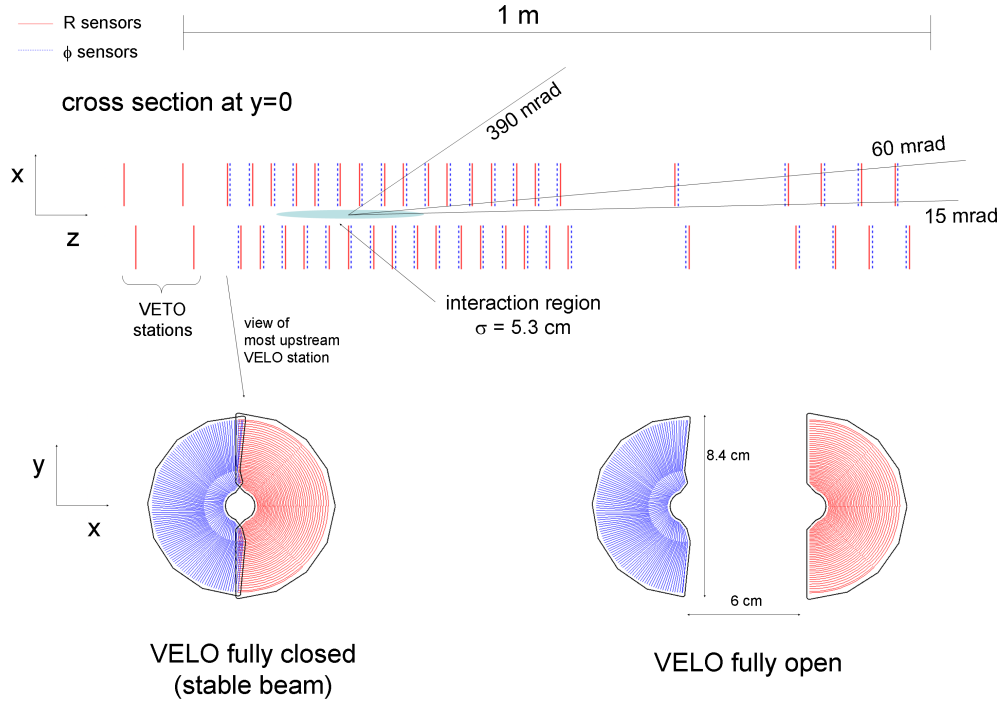 1 m
R sensors
ϕ sensors
cross section at y=0
390 mrad
60 mrad
15 mrad
x
z
VETO
stations
interaction region
σ = 5.3 cm
view of
most upstream
VELO station
y
x
8.4 cm
6 cm
VELO fully closed
(stable beam)
VELO fully open